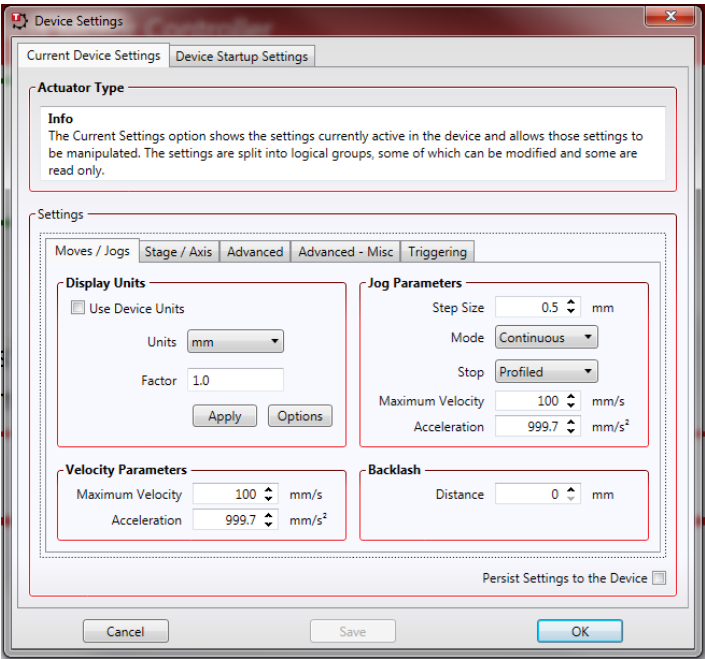 Device Settings
Controller
Current Device Settings Device Startup Settings
Actuator Type
Info
The Current Settings option shows the settings currently active in the device and allows those settings to
be manipulated. The settings are split into logical groups, some of which can be modified and some are
read only.
Settings
Moves / Jogs Stage / Axis Advanced Advanced - Misc Triggering
Display Units
Use Device Units
Units mm
Factor 1.0
Apply Options
Jog Parameters
Step Size 0.5 mm
Mode Continuous
Stop Profiled
Maximum Velocity 100 mm/s
Acceleration 999.7 mm/s²
Velocity Parameters
Maximum Velocity 100 mm/s
Acceleration 999.7 mm/s²
Backlash
Distance 0 mm
Persist Settings to the Device
Cancel Save OK